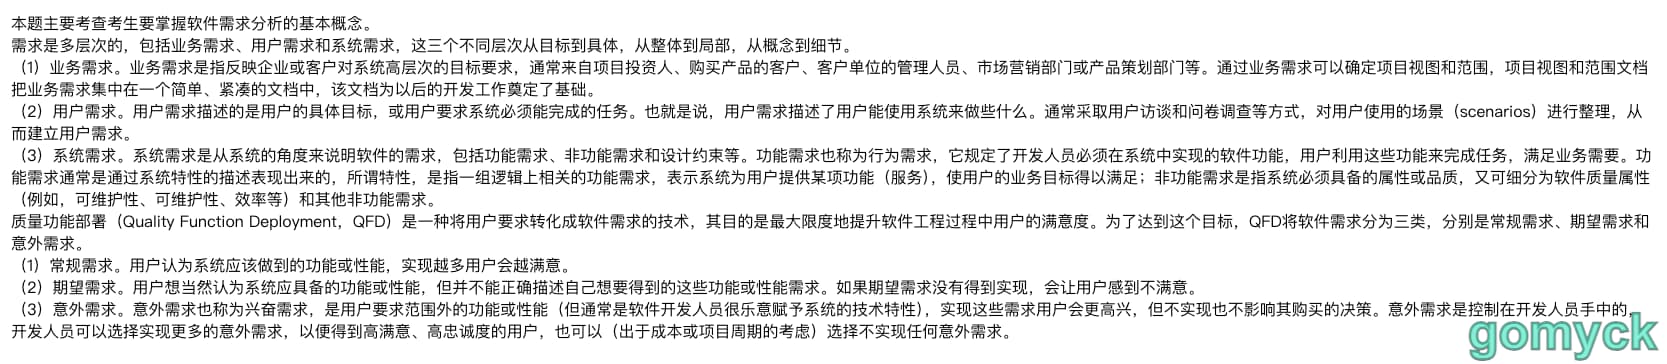 本题主要考查考生要掌握软件需求分析的基本概念。
需求是多层次的，包括业务需求、用户需求和系统需求，这三个不同层次从目标到具体，从整体到局部，从概念到细节。
（1）业务需求。业务需求是指反映企业或客户对系统高层次的目标要求，通常来自项目投资人、购买产品的客户、客户单位的管理人员、市场营销部门或产品策划部门等。通过业务需求可以确定项目视图和范围，项目视图和范围文档
把业务需求集中在一个简单、紧凑的文档中，该文档为以后的开发工作奠定了基础。
（2）用户需求。用户需求描述的是用户的具体目标，或用户要求系统必须能完成的任务。也就是说，用户需求描述了用户能使用系统来做些什么。通常采取用户访谈和问卷调查等方式，对用户使用的场景（scenarios）进行整理，从
而建立用户需求。
（3）系统需求。系统需求是从系统的角度来说明软件的需求，包括功能需求、非功能需求和设计约束等。功能需求也称为行为需求，它规定了开发人员必须在系统中实现的软件功能，用户利用这些功能来完成任务，满足业务需要。功
能需求通常是通过系统特性的描述表现出来的，所谓特性，是指一组逻辑上相关的功能需求，表示系统为用户提供某项功能（服务），使用户的业务目标得以满足；非功能需求是指系统必须具备的属性或品质，又可细分为软件质量属性
（例如，可维护性、可维护性、效率等）和其他非功能需求。
质量功能部署（Quality Function Deployment，QFD）是一种将用户要求转化成软件需求的技术，其目的是最大限度地提升软件工程过程中用户的满意度。为了达到这个目标，QFD将软件需求分为三类，分别是常规需求、期望需求和
意外需求。
（1）常规需求。用户认为系统应该做到的功能或性能，实现越多用户会越满意。
（2）期望需求。用户想当然认为系统应具备的功能或性能，但并不能正确描述自己想要得到的这些功能或性能需求。如果期望需求没有得到实现，会让用户感到不满意。
（3）意外需求。意外需求也称为兴奋需求，是用户要求范围外的功能或性能（但通常是软件开发人员很乐意赋予系统的技术特性），实现这些需求用户会更高兴，但不实现也不影响其购买的决策。意外需求是控制在开发人员手中的，
开发人员可以选择实现更多的意外需求，以便得到高满意、高忠诚度的用户，也可以（出于成本或项目周期的考虑）选择不实现任何意外需求。
gomyck